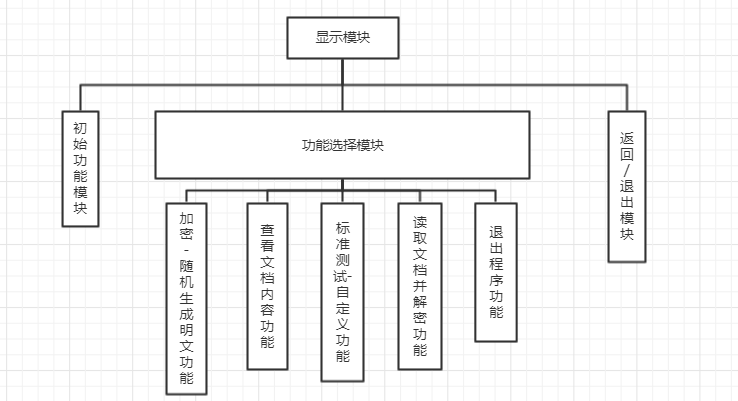 显示模块
初始功能模块
功能选择模块
返回/退出模块
加密-随机生成明文功能
查看文档内容功能
标准测试-自定义功能
读取文档并解密功能
退出程序功能